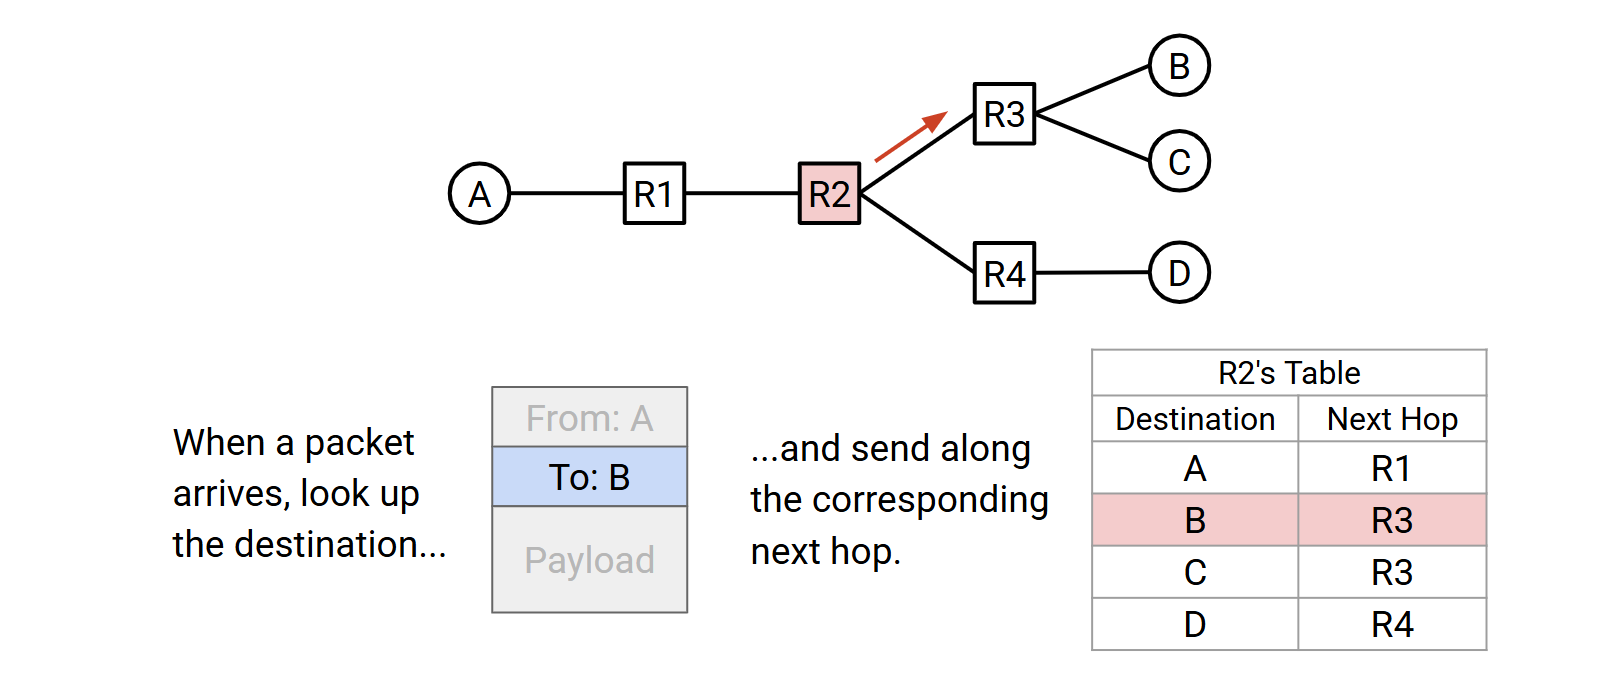 B
R3
C
A
R1
R2
R4
D
When a packet
arrives, look up
the destination...
From: A
To: B
Payload
...and send along
the corresponding
next hop.
R2's Table
Destination Next Hop
A R1
B R3
C R3
D R4